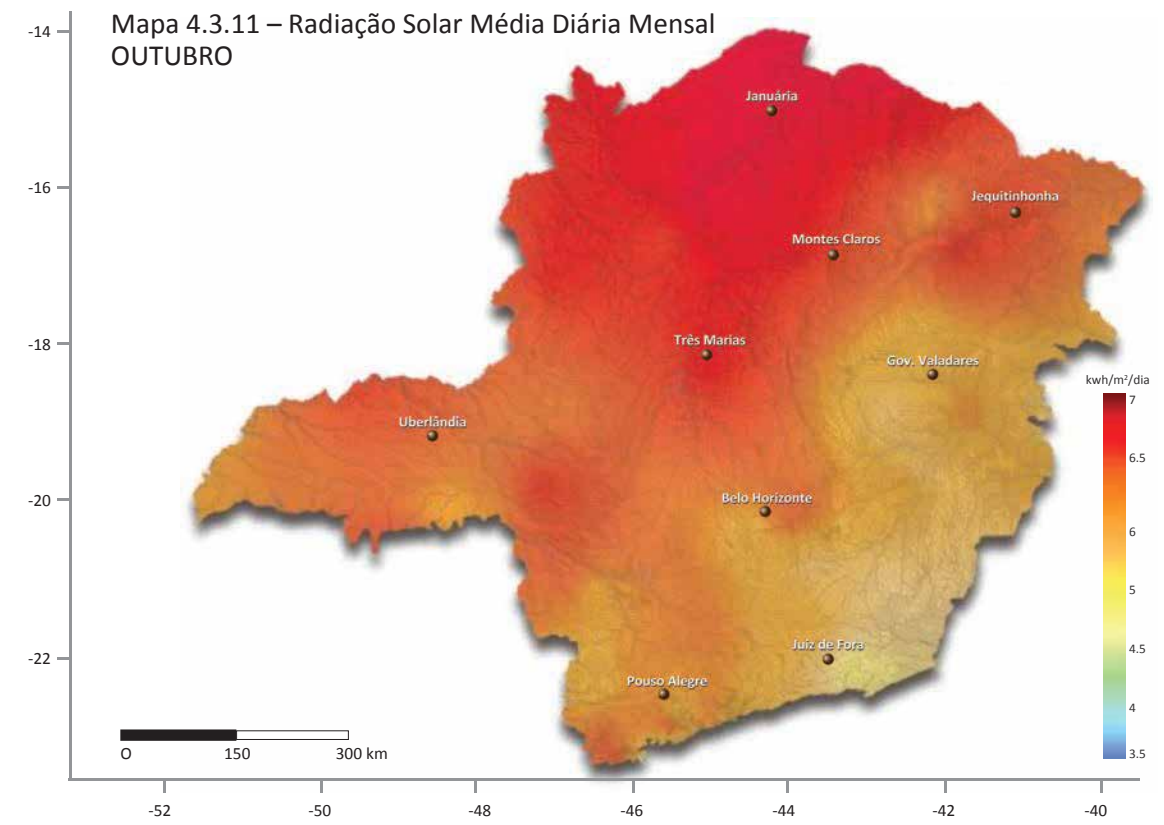 Mapa 4.3.11 – Radiação Solar Média Diária Mensal
OUTUBRO
-14
-16
-18
-20
-22
Januária
Jequitinhonha
Montes Claros
Três Marias
Gov. Valadares
Uberlândia
Belo Horizonte
Juiz de Fora
Pouso Alegre
kwh/m²/dia
7
6.5
6
5
4.5
4
3.5
O 150 300 km
-52 -50 -48 -46 -44 -42 -40